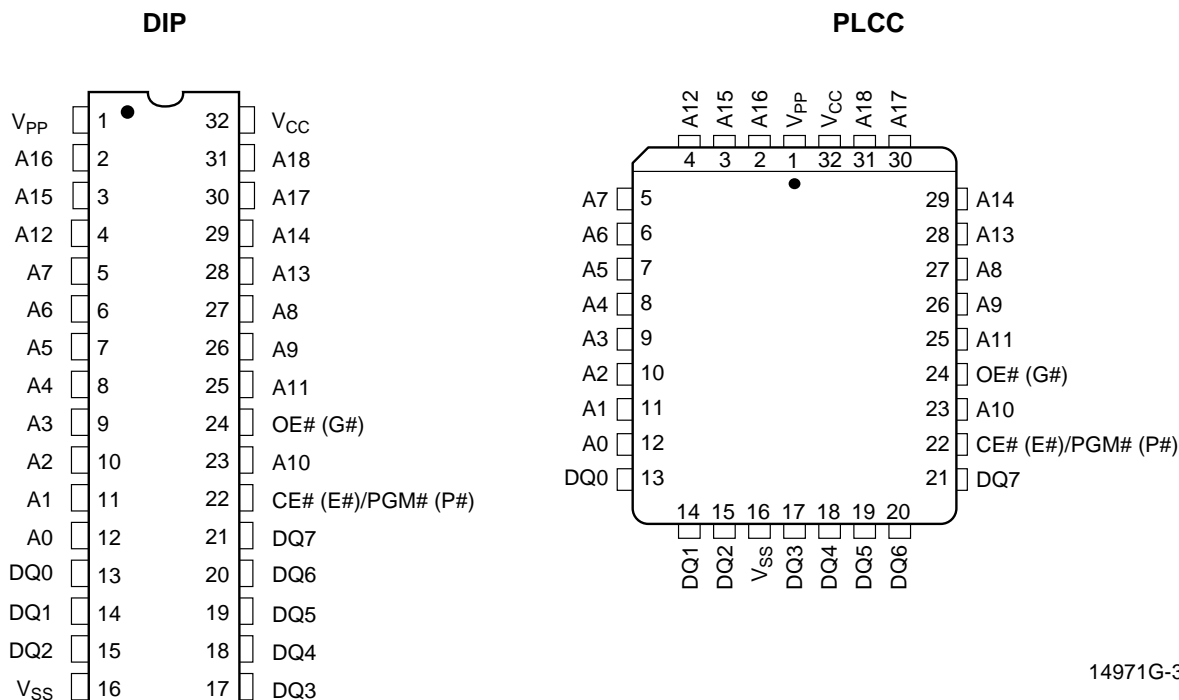 DIP
VPP 1 32 VCC
A16 2 31 A18
A15 3 30 A17
A12 4 29 A14
A7 5 28 A13
A6 6 27 A8
A5 7 26 A9
A4 8 25 A11
A3 9 24 OE# (G#)
A2 10 23 A10
A1 11 22 CE# (E#)/PGM# (P#)
A0 12 21 DQ7
DQ0 13 20 DQ6
DQ1 14 19 DQ5
DQ2 15 18 DQ4
VSS 16 17 DQ3
PLCC
A12 A15 A16 VPP VCC A18 A17
4 3 2 1 32 31 30
A7 5 29 A14
A6 6 28 A13
A5 7 27 A8
A4 8 26 A9
A3 9 25 A11
A2 10 24 OE# (G#)
A1 11 23 A10
A0 12 22 CE# (E#)/PGM# (P#)
DQ0 13 21 DQ7
14 15 16 17 18 19 20
DQ1 DQ2 VSS DQ3 DQ4 DQ5 DQ6
14971G-3